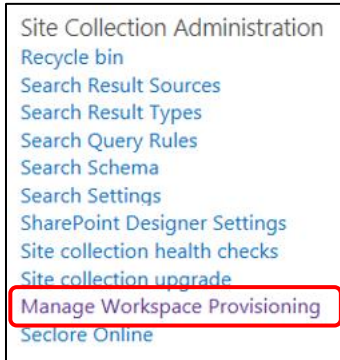 Site Collection Administration
Recycle bin
Search Result Sources
Search Result Types
Search Query Rules
Search Schema
Search Settings
SharePoint Designer Settings
Site collection health checks
Site collection upgrade
Manage Workspace Provisioning
Seclore Online